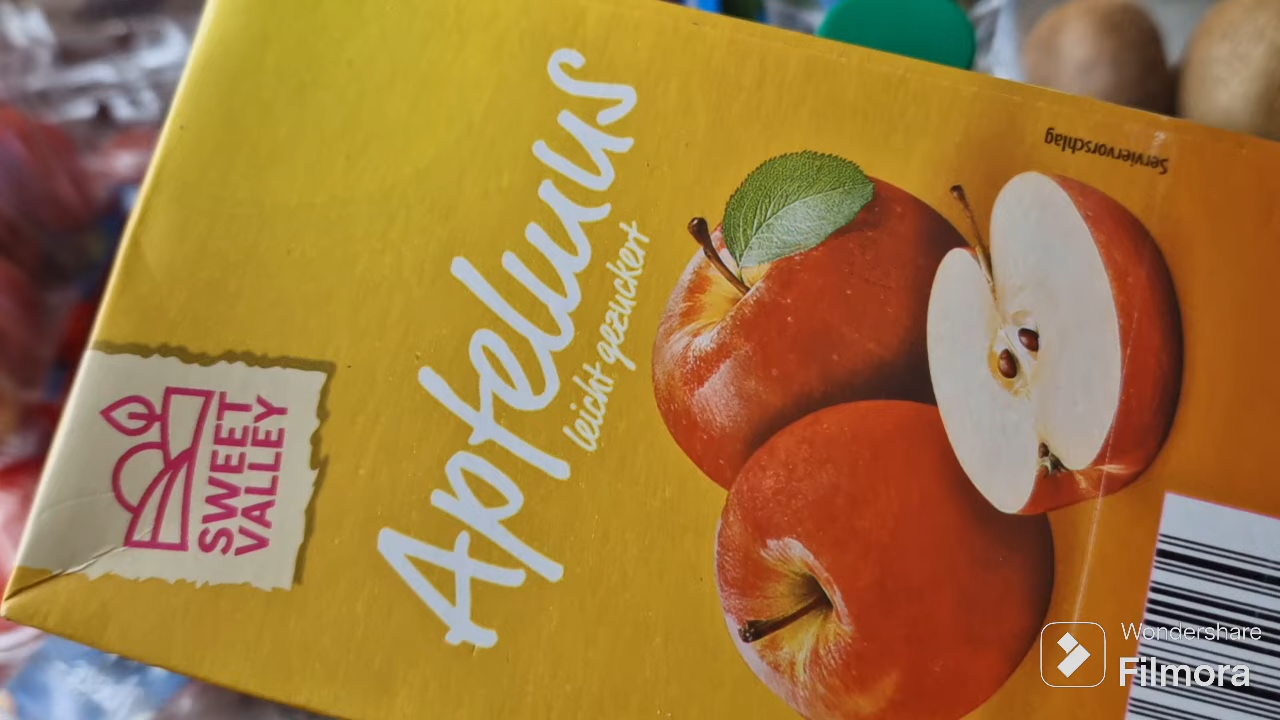 SWEET
VALLEY
Apfelmus
leicht gezuckert
Serviervorschlag
Wondershare
Filmora